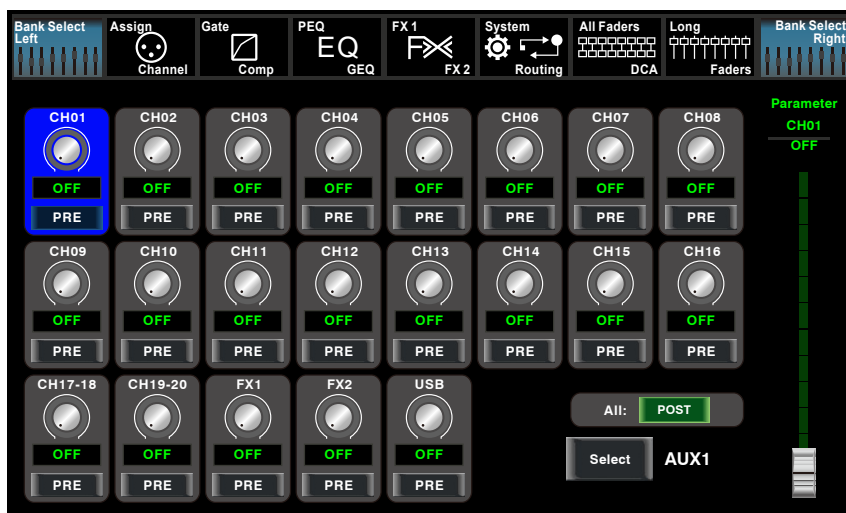 Bank Select
Left
Assign
Channel
Gate
Comp
PEQ
EQ
GEQ
FX 1
FX
FX 2
System
Routing
All Faders
DCA
Long
Faders
Bank Select
Right
CH01 CH02 CH03 CH04 CH05 CH06 CH07 CH08
OFF OFF OFF OFF OFF OFF OFF OFF
PRE PRE PRE PRE PRE PRE PRE PRE
CH09 CH10 CH11 CH12 CH13 CH14 CH15 CH16
OFF OFF OFF OFF OFF OFF OFF OFF
PRE PRE PRE PRE PRE PRE PRE PRE
CH17-18 CH19-20 FX1 FX2 USB
OFF OFF OFF OFF OFF
PRE PRE PRE PRE PRE
All: POST
Select AUX1
Parameter
CH01
OFF